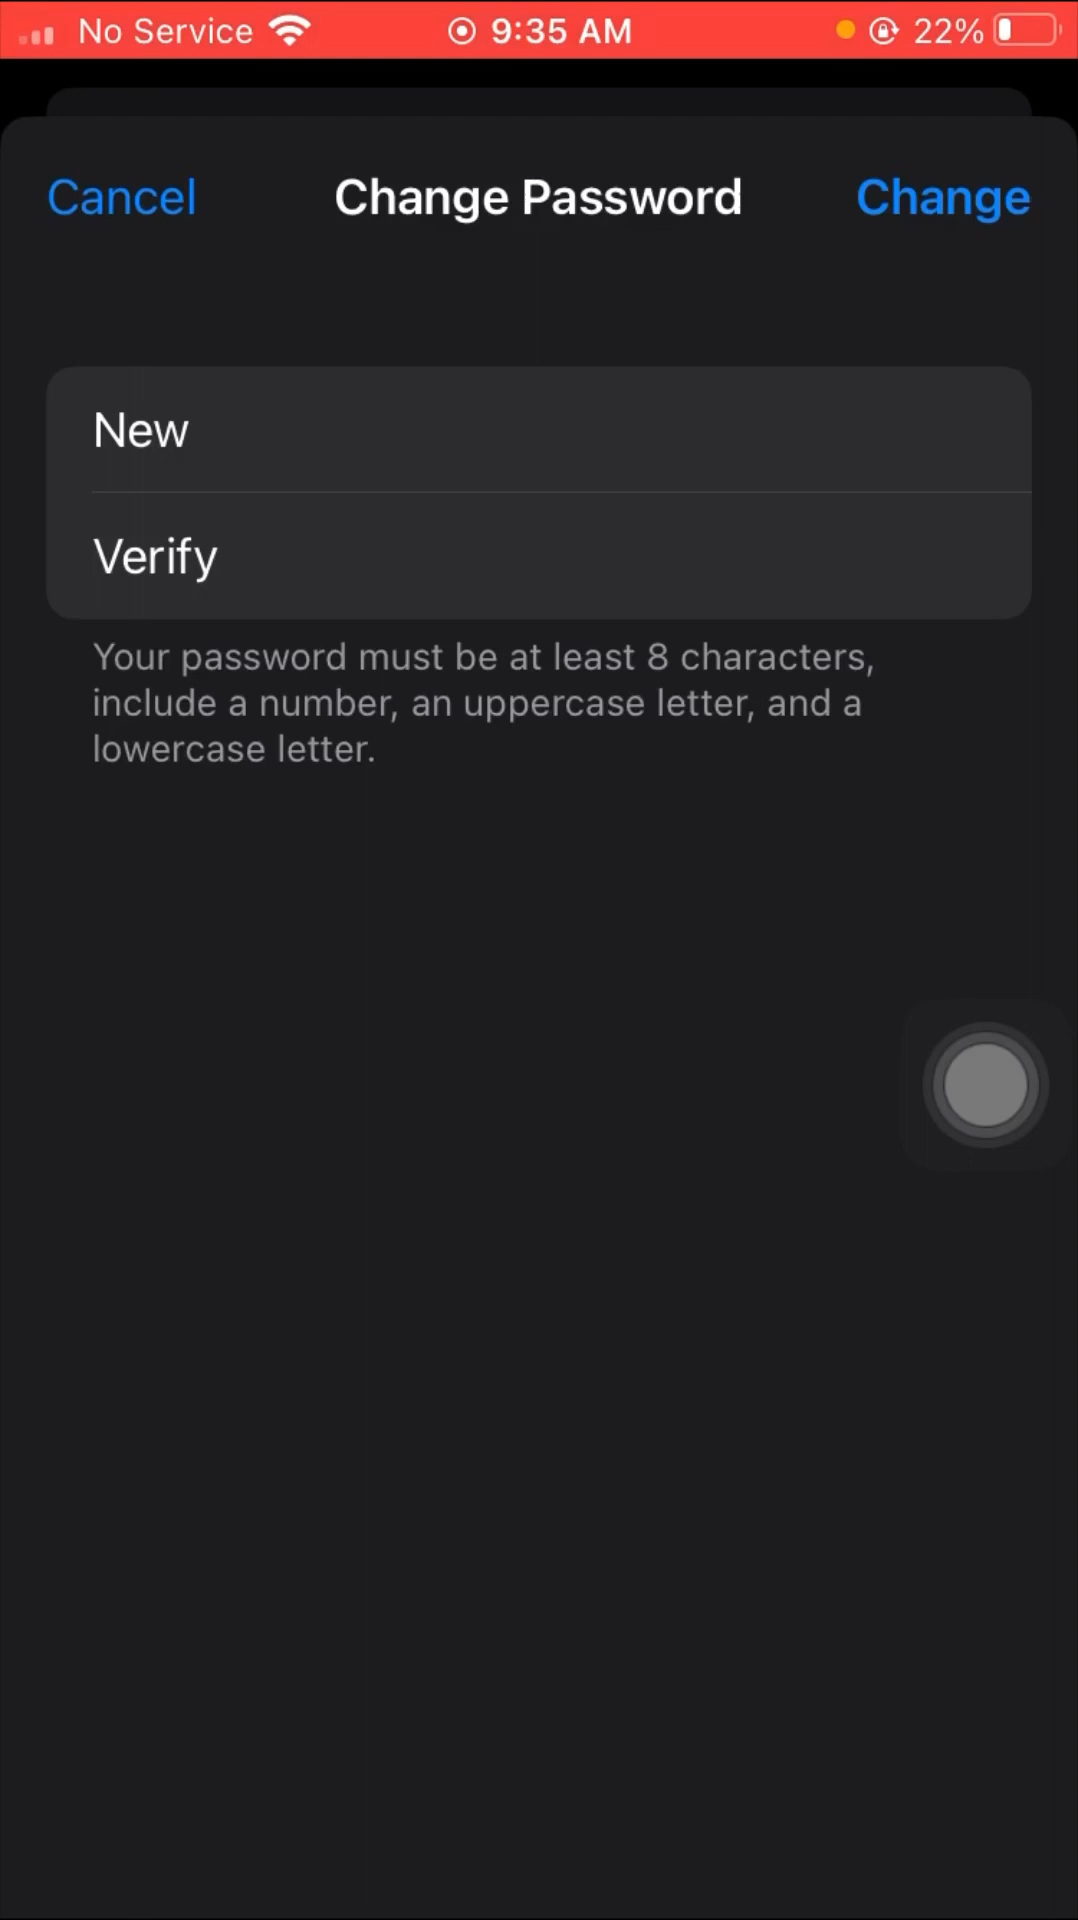 No Service 9:35 AM 22%
Cancel Change Password Change
New
Verify
Your password must be at least 8 characters,
include a number, an uppercase letter, and a
lowercase letter.